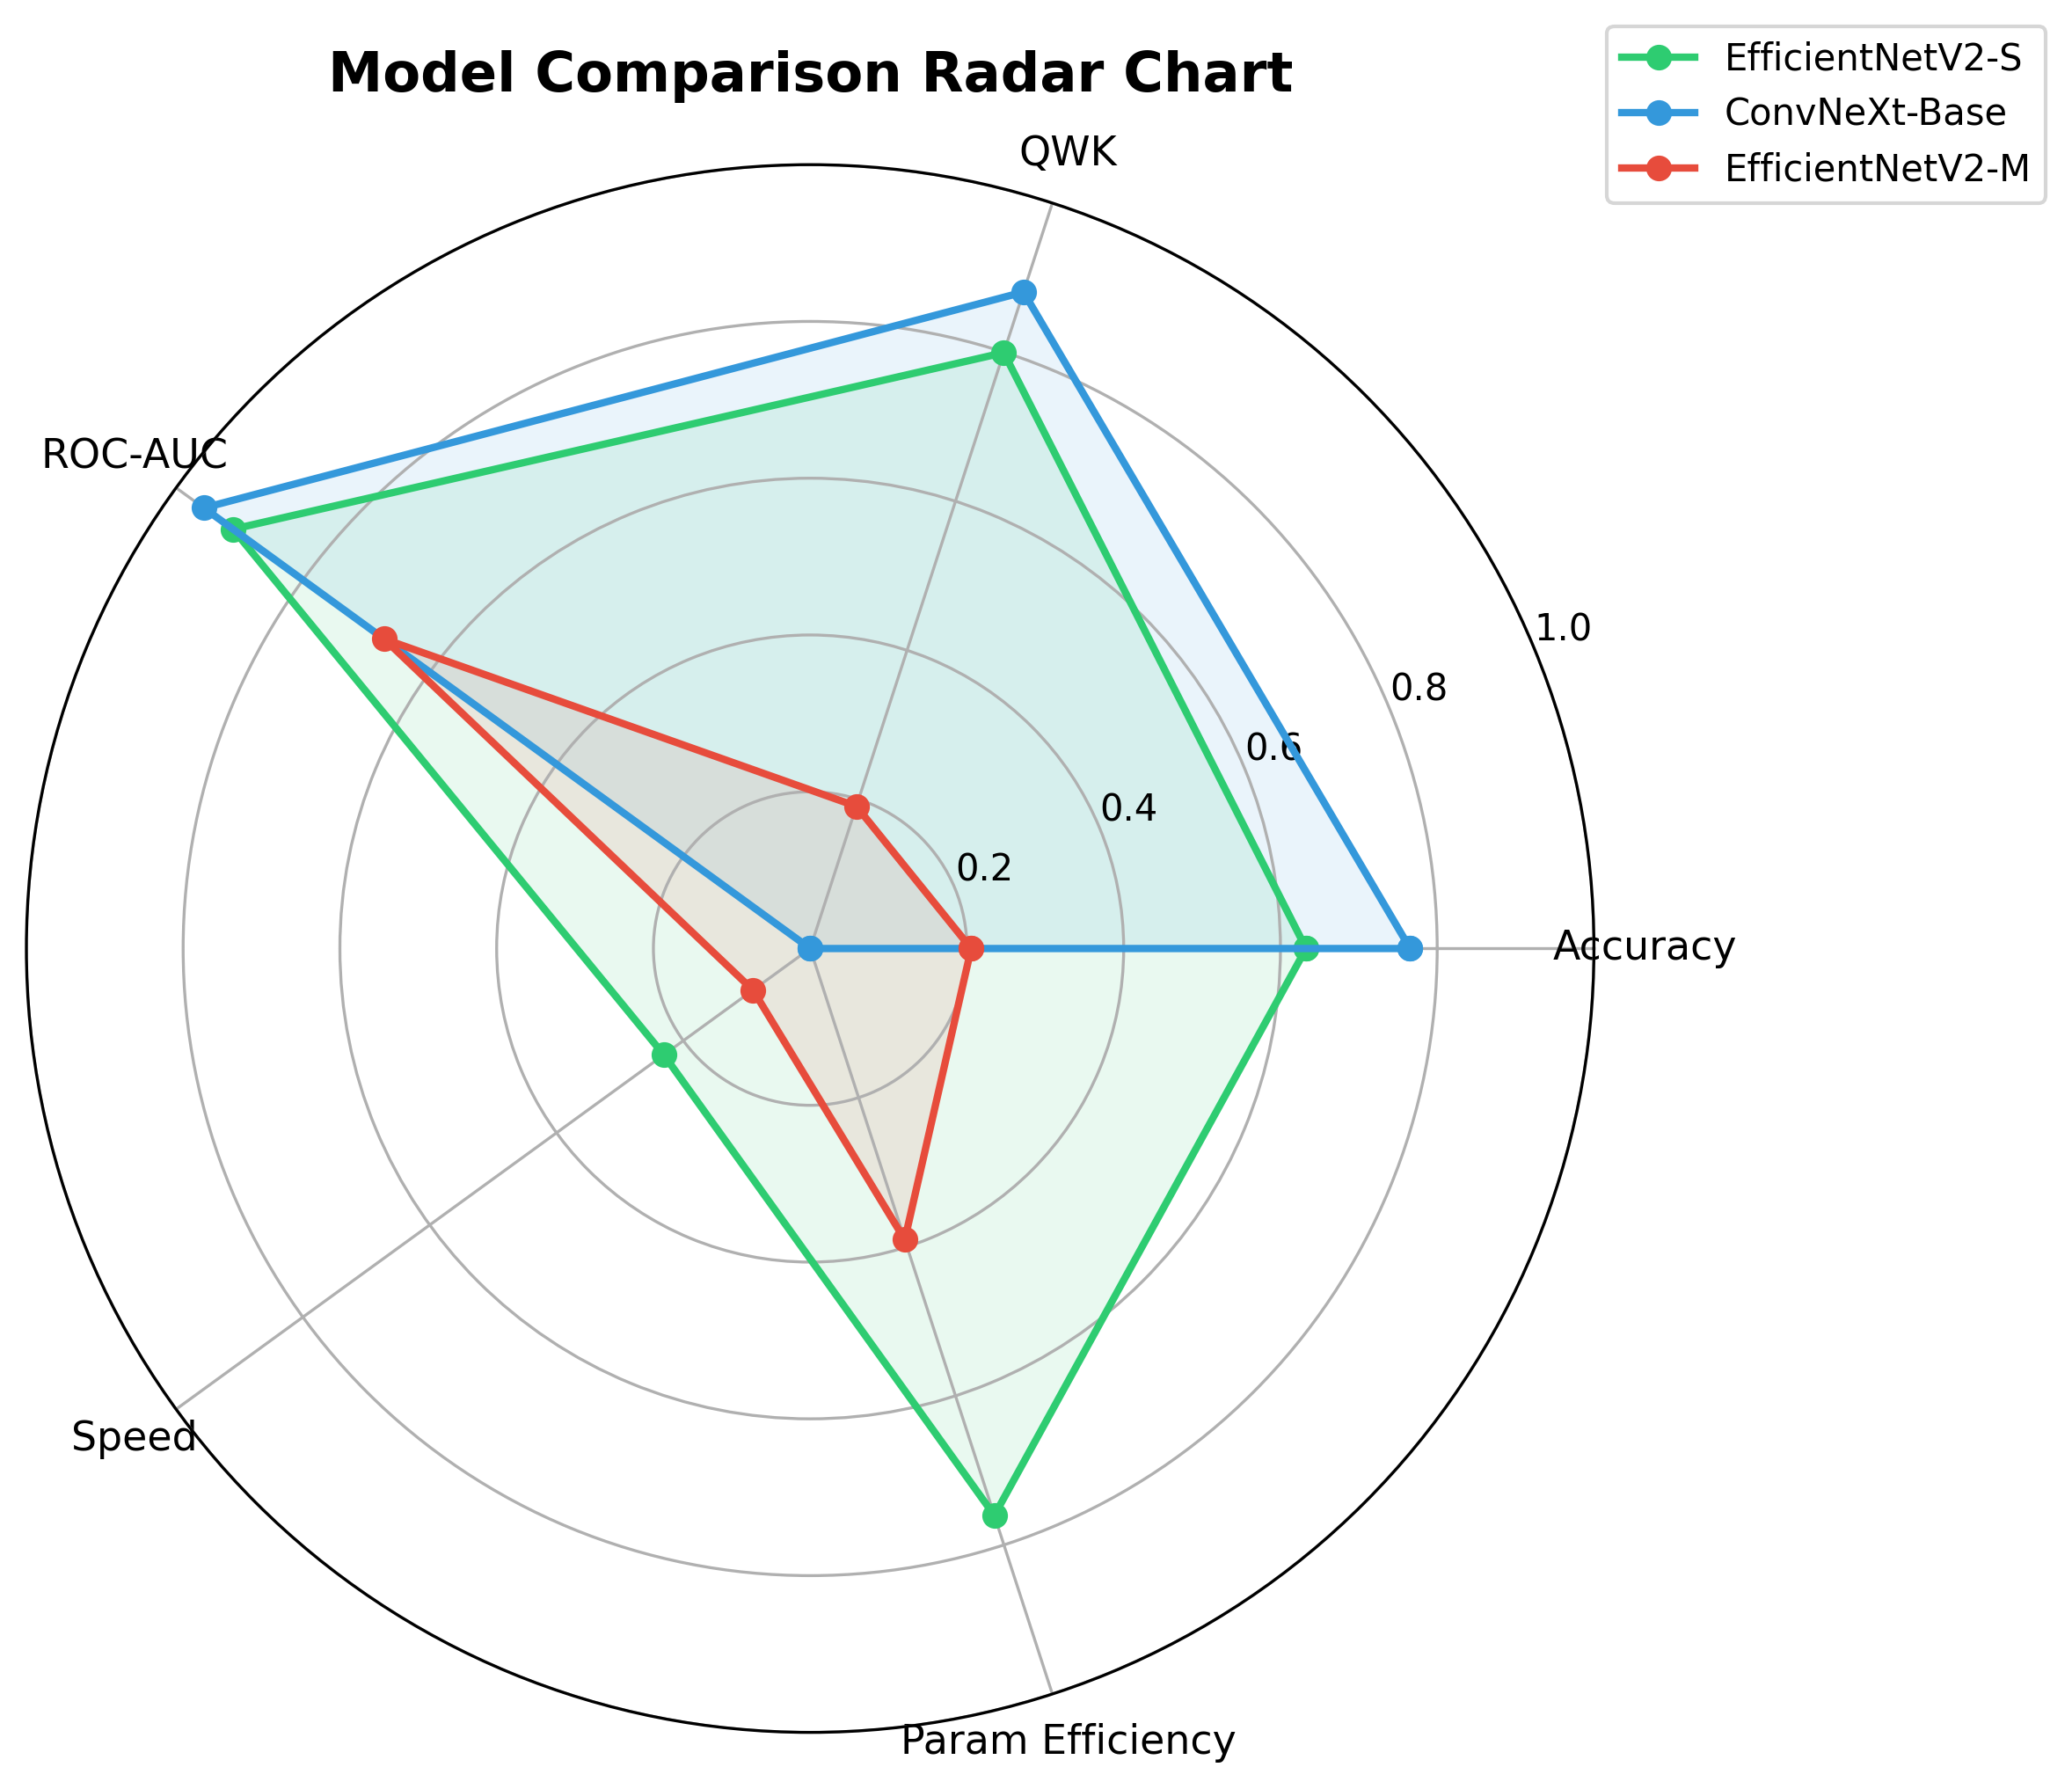 Model Comparison Radar Chart
EfficientNetV2-S
ConvNeXt-Base
EfficientNetV2-M
QWK
ROC-AUC
1.0
0.8
0.6
0.4
0.2
Accuracy
Speed
Param Efficiency